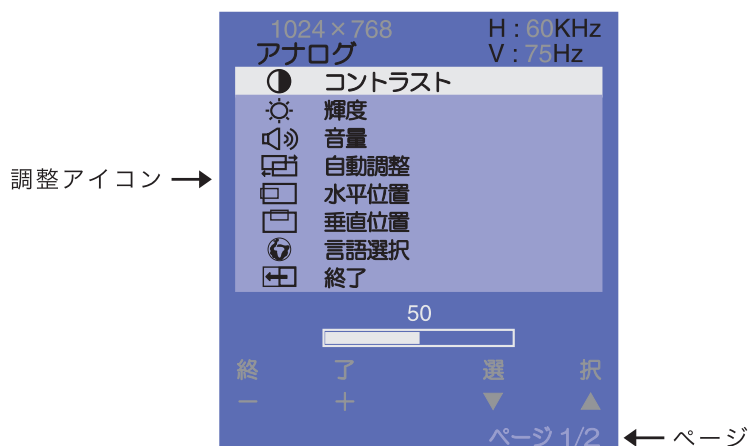 1024×768 H : 60KHz
アナログ V : 75Hz
コントラスト
輝度
音量
自動調整
調整アイコン
水平位置
垂直位置
言語選択
終了
50
終 了 選 択
− + ▼ ▲
ページ 1/2 ページ